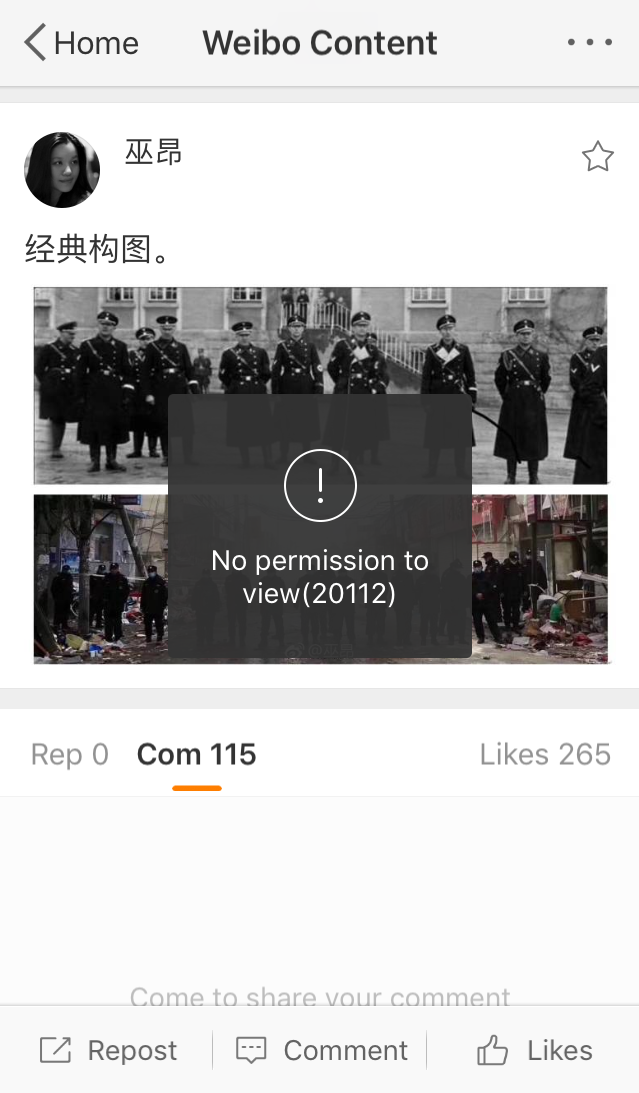 Home
Weibo Content
巫昂
经典构图。
No permission to
view(20112)
@巫昂
Rep 0
Com 115
Likes 265
Come to share your comment
Repost
Comment
Likes